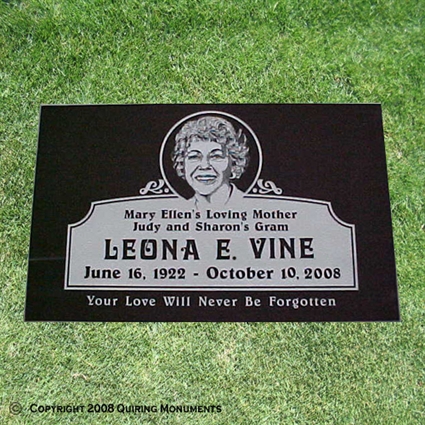 Mary Ellen's Loving Mother
Judy and Sharon's Gram
LEONA E. VINE
June 16, 1922 - October 10, 2008
Your Love Will Never Be Forgotten
© Copyright 2008 Quiring Monuments